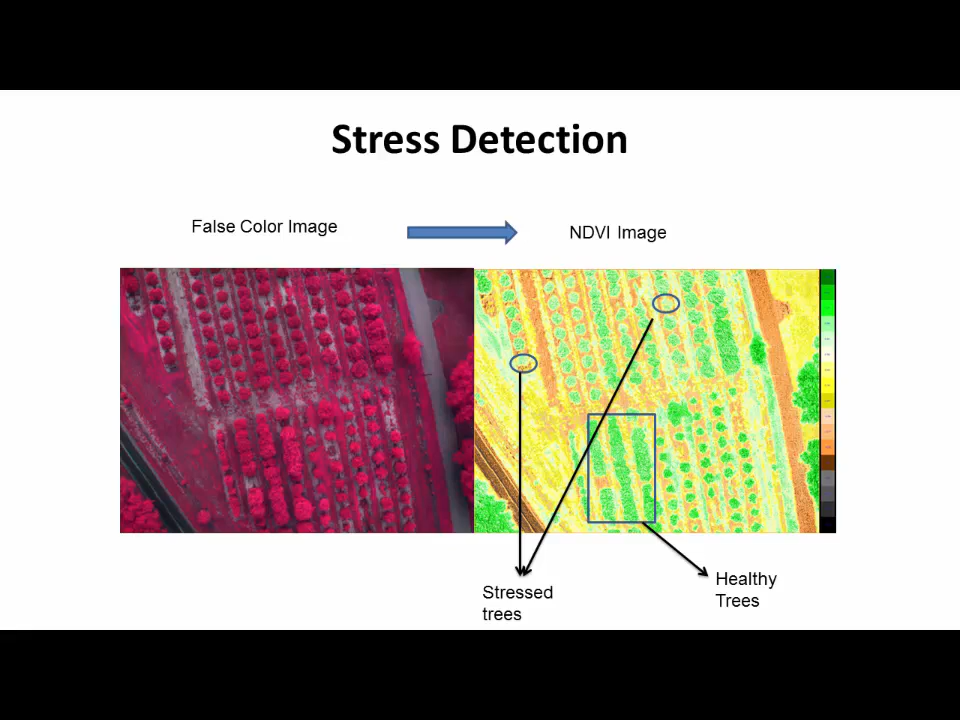 Stress Detection
False Color Image
NDVI Image
Stressed
trees
Healthy
Trees